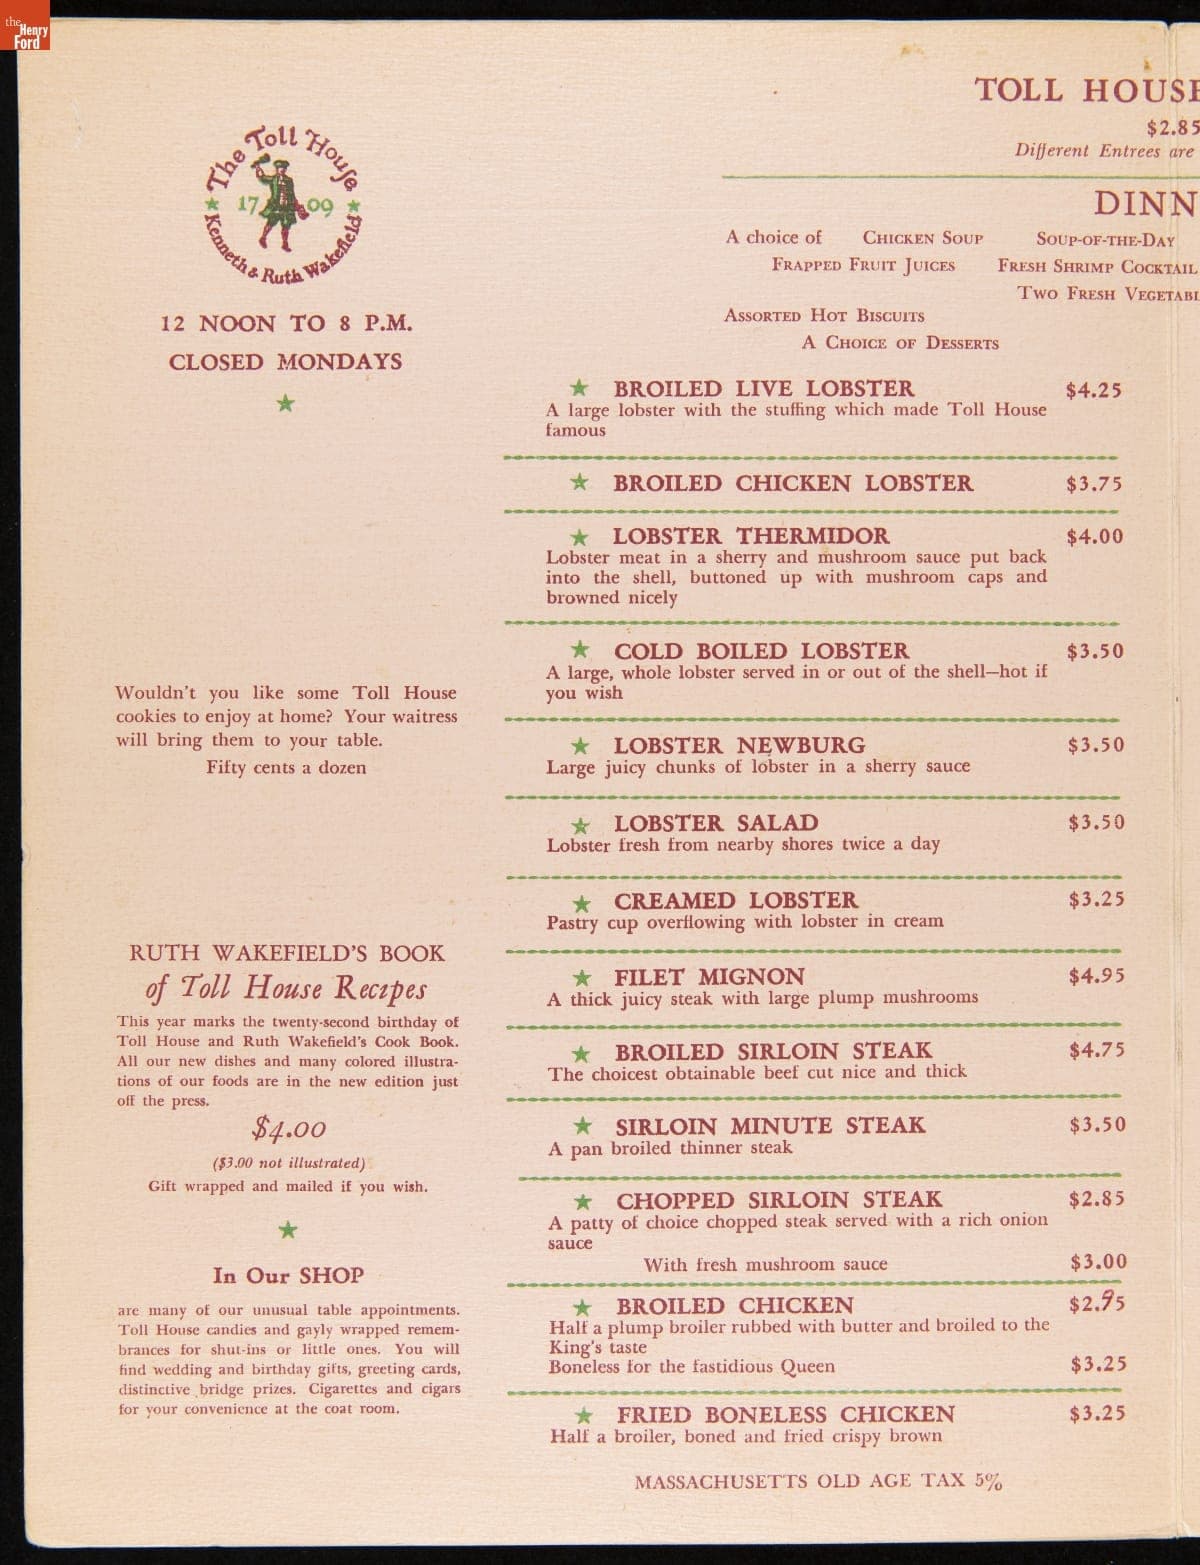 the
Henry
Ford
The Toll House
17 09
Kenneth & Ruth Wakefield
12 NOON TO 8 P.M.
CLOSED MONDAYS
Wouldn't you like some Toll House
cookies to enjoy at home? Your waitress
will bring them to your table.
Fifty cents a dozen
RUTH WAKEFIELD'S BOOK
of Toll House Recipes
This year marks the twenty-second birthday of
Toll House and Ruth Wakefield's Cook Book.
All our new dishes and many colored illustra-
tions of our foods are in the new edition just
off the press.
$4.00
($3.00 not illustrated)
Gift wrapped and mailed if you wish.
In Our SHOP
are many of our unusual table appointments.
Toll House candies and gayly wrapped remem-
brances for shut-ins or little ones. You will
find wedding and birthday gifts, greeting cards,
distinctive bridge prizes. Cigarettes and cigars
for your convenience at the coat room.
TOLL HOUSE
$2.85
Different Entrees are
DINN
A choice of CHICKEN SOUP SOUP-OF-THE-DAY
FRAPPED FRUIT JUICES FRESH SHRIMP COCKTAIL
TWO FRESH VEGETABL
ASSORTED HOT BISCUITS
A CHOICE OF DESSERTS
BROILED LIVE LOBSTER $4.25
A large lobster with the stuffing which made Toll House
famous
BROILED CHICKEN LOBSTER $3.75
LOBSTER THERMIDOR $4.00
Lobster meat in a sherry and mushroom sauce put back
into the shell, buttoned up with mushroom caps and
browned nicely
COLD BOILED LOBSTER $3.50
A large, whole lobster served in or out of the shell—hot if
you wish
LOBSTER NEWBURG $3.50
Large juicy chunks of lobster in a sherry sauce
LOBSTER SALAD $3.50
Lobster fresh from nearby shores twice a day
CREAMED LOBSTER $3.25
Pastry cup overflowing with lobster in cream
FILET MIGNON $4.95
A thick juicy steak with large plump mushrooms
BROILED SIRLOIN STEAK $4.75
The choicest obtainable beef cut nice and thick
SIRLOIN MINUTE STEAK $3.50
A pan broiled thinner steak
CHOPPED SIRLOIN STEAK $2.85
A patty of choice chopped steak served with a rich onion
sauce
With fresh mushroom sauce $3.00
BROILED CHICKEN $2.95
Half a plump broiler rubbed with butter and broiled to the
King's taste
Boneless for the fastidious Queen $3.25
FRIED BONELESS CHICKEN $3.25
Half a broiler, boned and fried crispy brown
MASSACHUSETTS OLD AGE TAX 5%